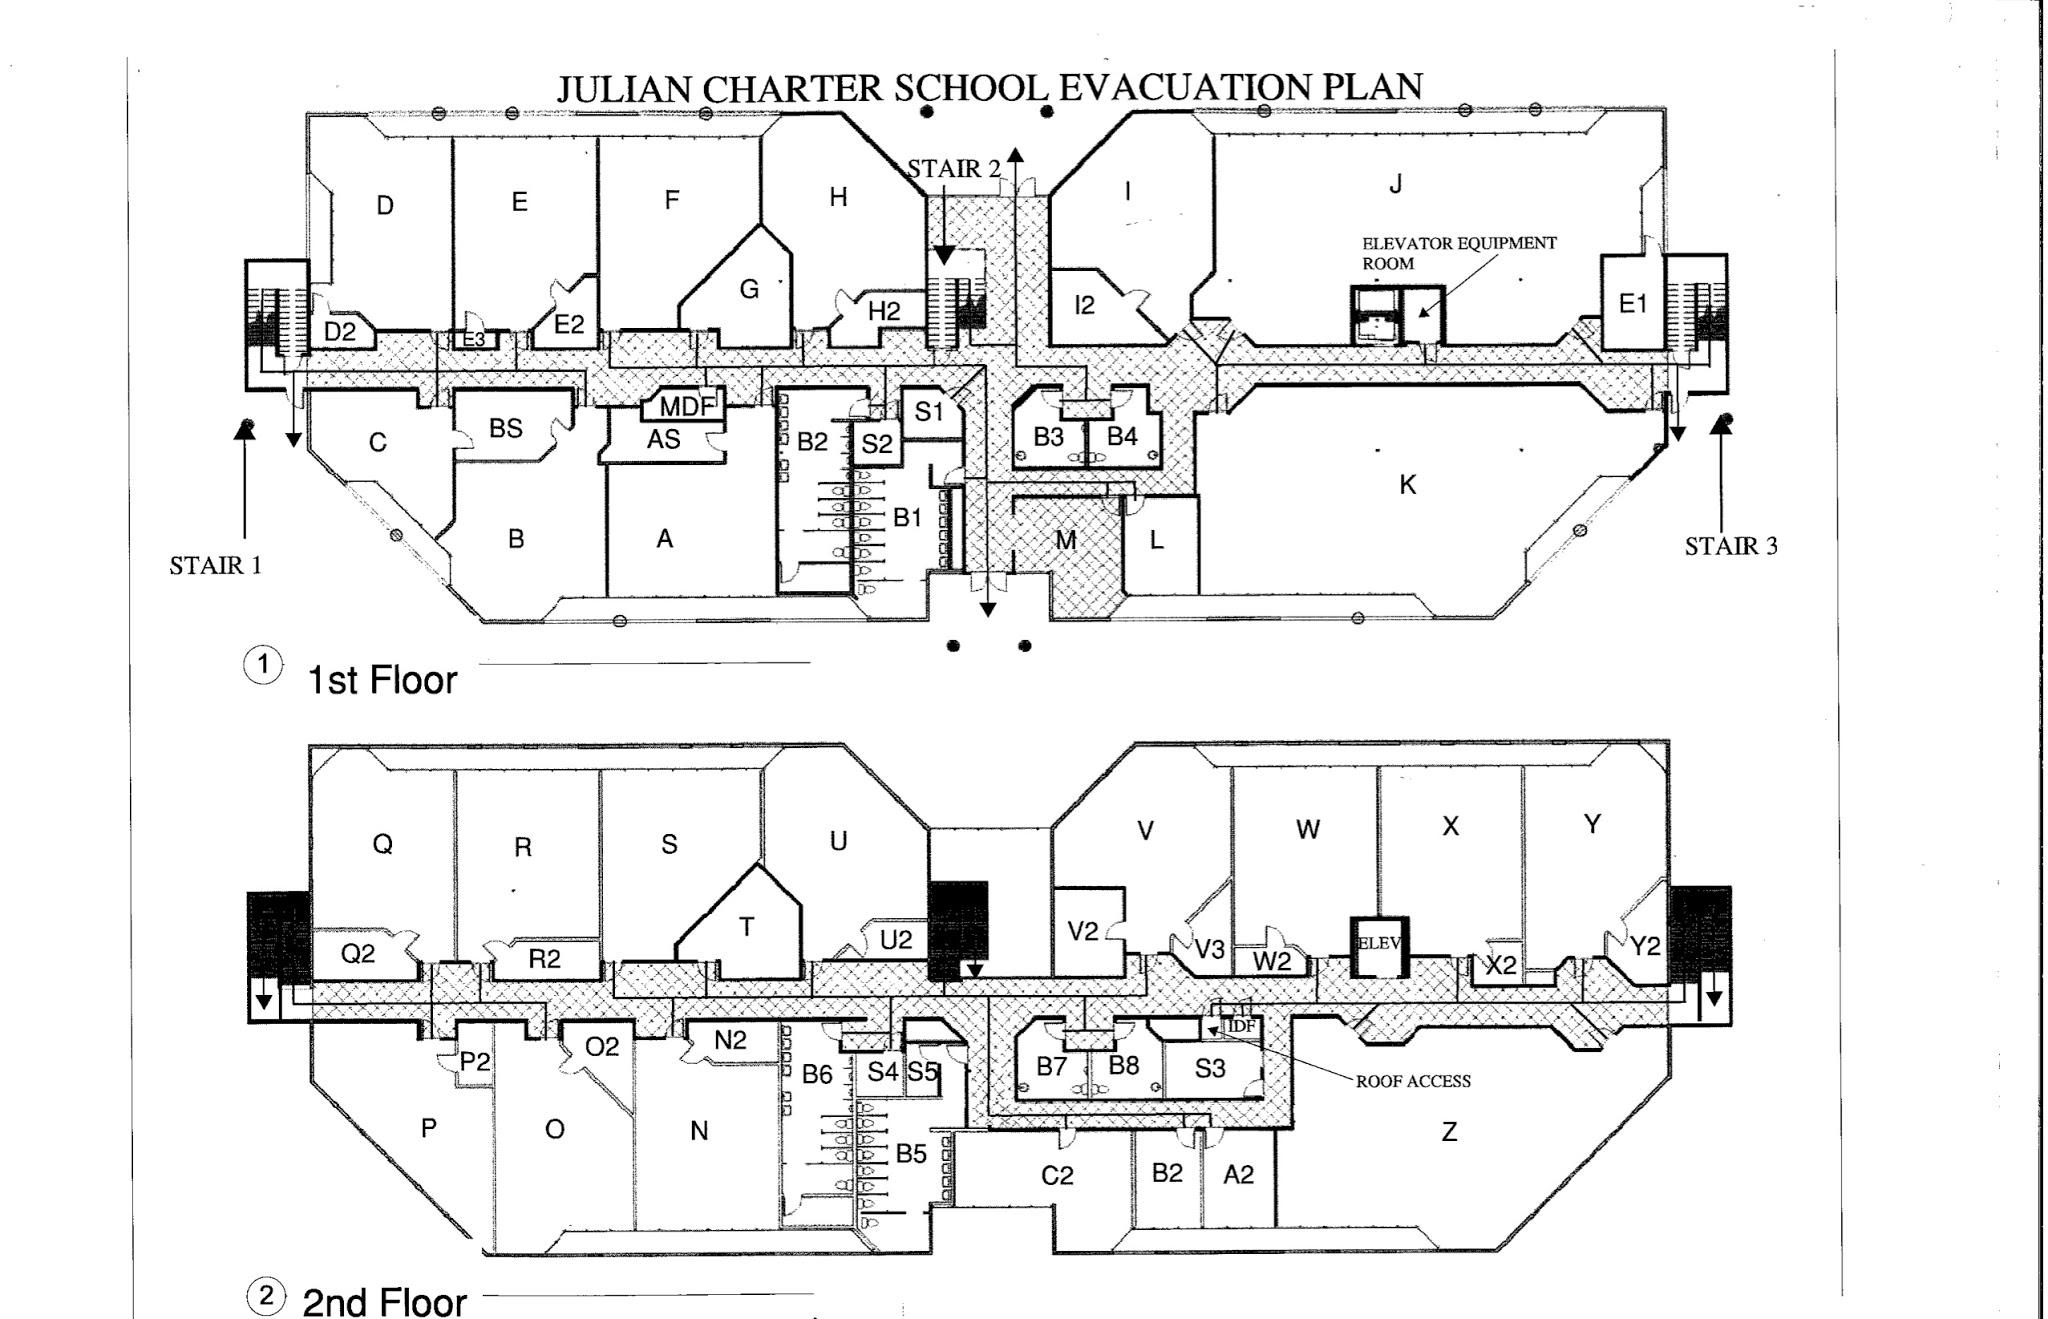 JULIAN CHARTER SCHOOL EVACUATION PLAN
STAIR 2
D
E
F
H
I
J
ELEVATOR EQUIPMENT
ROOM
G
D2
E3
E2
H2
I2
E1
C
BS
MDF
AS
B2
S2
S1
B3
B4
K
B
A
B1
M
L
STAIR 1
STAIR 3
1
1st Floor
Q
R
S
U
V
W
X
Y
T
Q2
R2
U2
V2
V3
W2
ELEV
X2
Y2
P2
O2
N2
B6
S4
S5
B7
B8
S3
IDF
ROOF ACCESS
P
O
N
B5
C2
B2
A2
Z
2
2nd Floor